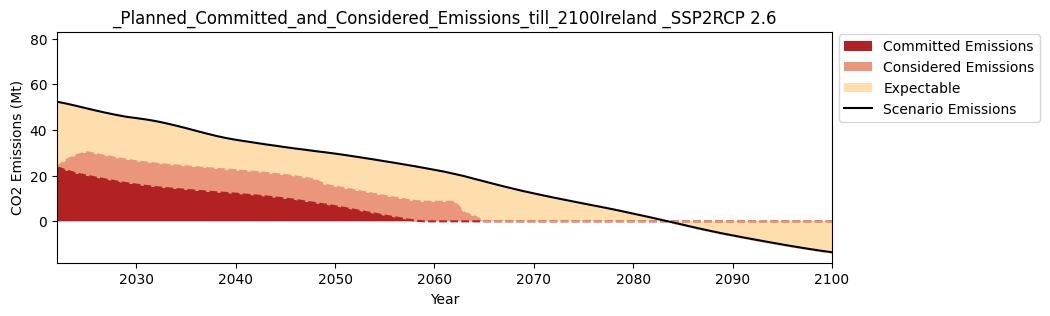 _Planned_Committed_and_Considered_Emissions_till_2100Ireland _SSP2RCP 2.6
80
60
40
20
0
CO2 Emissions (Mt)
2030 2040 2050 2060 2070 2080 2090 2100
Year
Committed Emissions
Considered Emissions
Expectable
Scenario Emissions